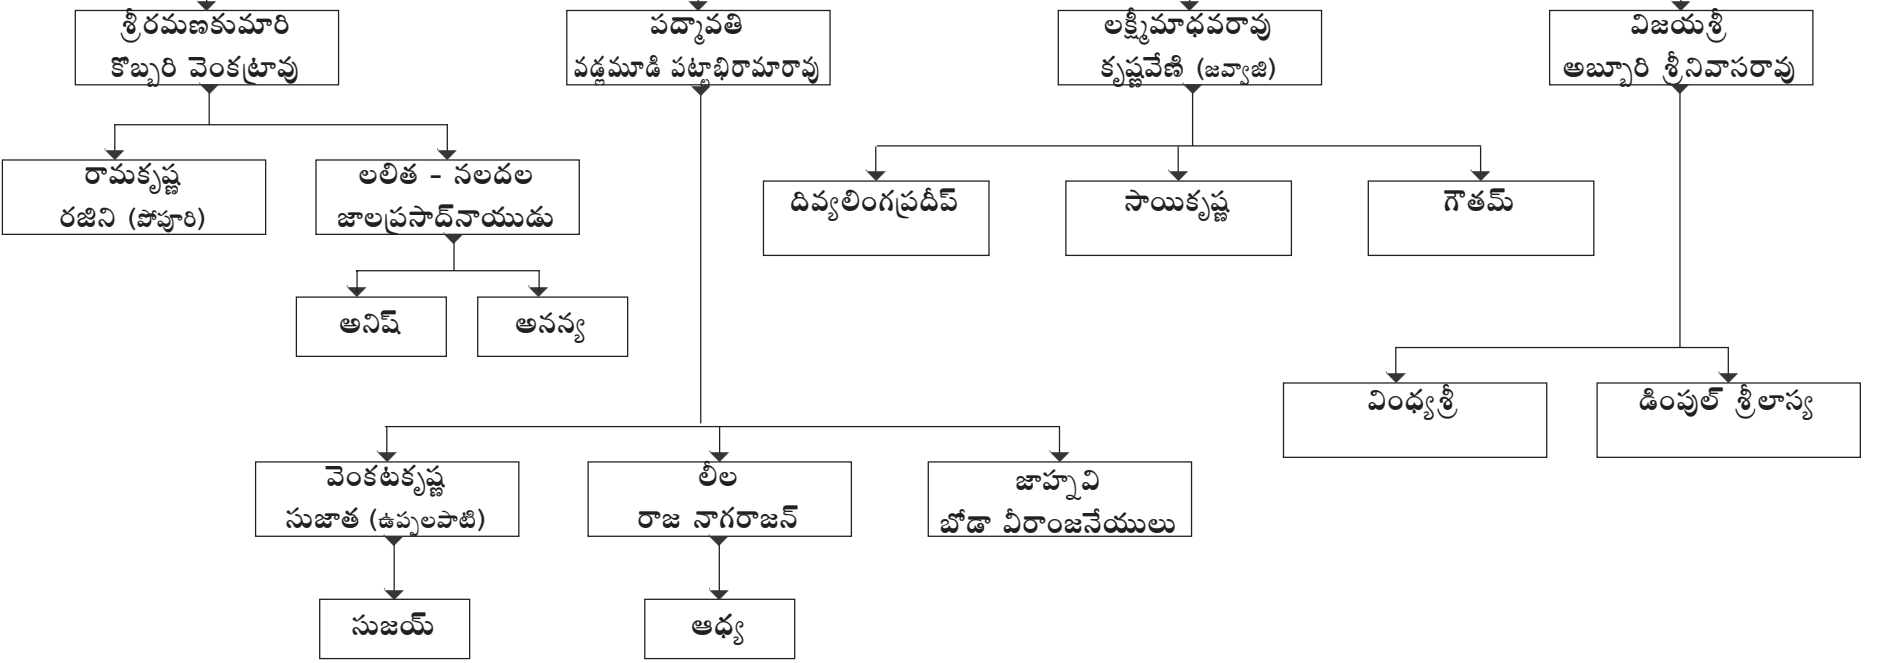 శ్రీరమణకుమారి
కొబ్బరి వెంకట్రావు
పద్మావతి
వడ్లమూడి పట్టాభిరామారావు
లక్ష్మీమాధవరావు
కృష్ణవేణి (జవ్వాజి)
విజయశ్రీ
అబ్బూరి శ్రీనివాసరావు
రామకృష్ణ
రజిని (పోపూరి)
లలిత – నలదల
జాలప్రసాద్‌నాయుడు
దివ్యలింగప్రదీప్
సాయికృష్ణ
గౌతమ్
అనిష్
అనన్య
వింధ్యశ్రీ
డింపుల్ శ్రీలాస్య
వెంకటకృష్ణ
సుజాత (ఉప్పలపాటి)
లీల
రాజ నాగరాజన్
జాహ్నవి
బోడా వీరాంజనేయులు
సుజయ్
ఆధ్య